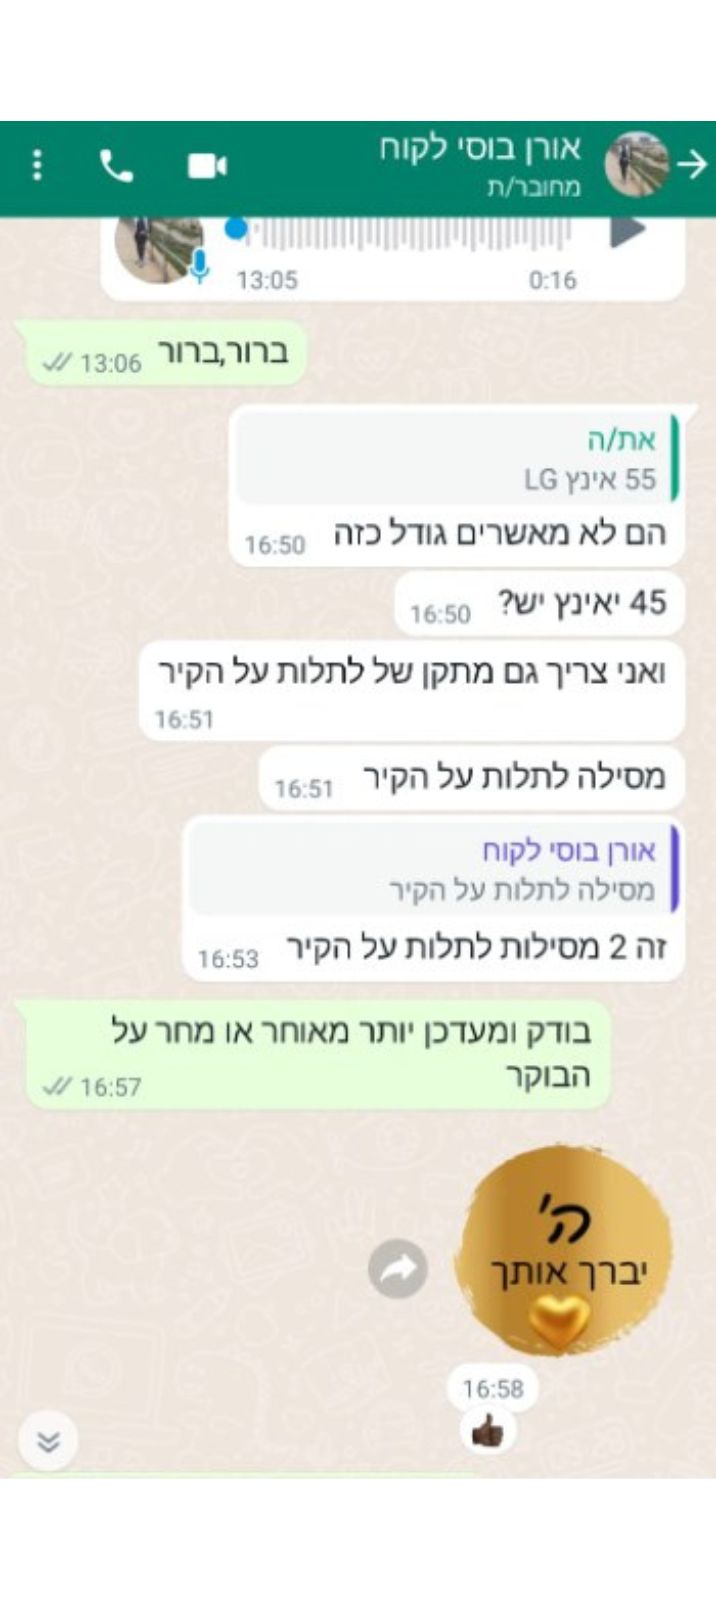 אורן בוסי לקוח
מחובר/ת
13:05
0:16
ברור,ברור
13:06
את/ה
55 אינץ LG
הם לא מאשרים גודל כזה
16:50
45 יאינץ יש?
16:50
ואני צריך גם מתקן של לתלות על הקיר
16:51
מסילה לתלות על הקיר
16:51
אורן בוסי לקוח
מסילה לתלות על הקיר
זה 2 מסילות לתלות על הקיר
16:53
בודק ומעדכן יותר מאוחר או מחר על
הבוקר
16:57
ה'
יברך אותך
16:58